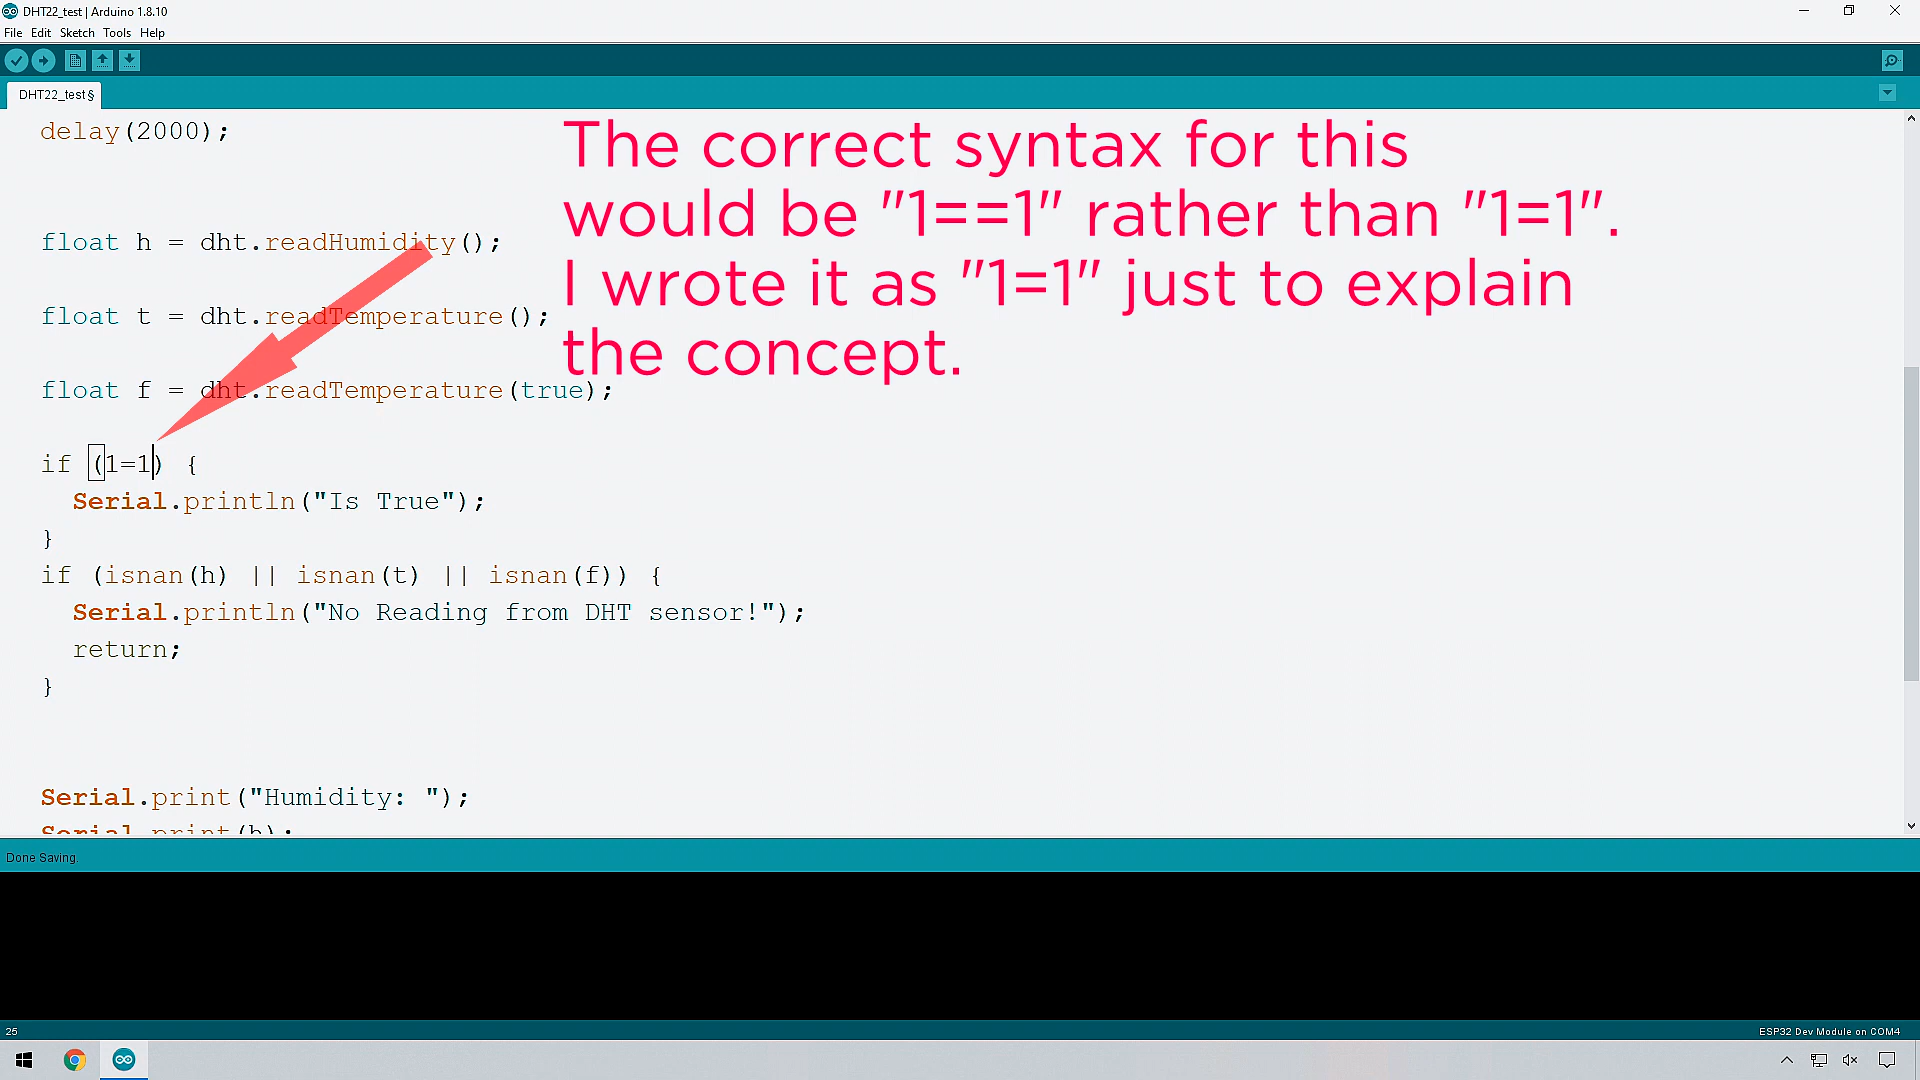 DHT22_test | Arduino 1.8.10
File Edit Sketch Tools Help
DHT22_test §
delay(2000);
The correct syntax for this
would be "1==1" rather than "1=1".
I wrote it as "1=1" just to explain
the concept.
float h = dht.readHumidity();
float t = dht.readTemperature();
float f = dht.readTemperature(true);
if (1=1) {
Serial.println("Is True");
}
if (isnan(h) || isnan(t) || isnan(f)) {
Serial.println("No Reading from DHT sensor!");
return;
}
Serial.print("Humidity: ");
Serial.print(h);
Done Saving.
25
ESP32 Dev Module on COM4